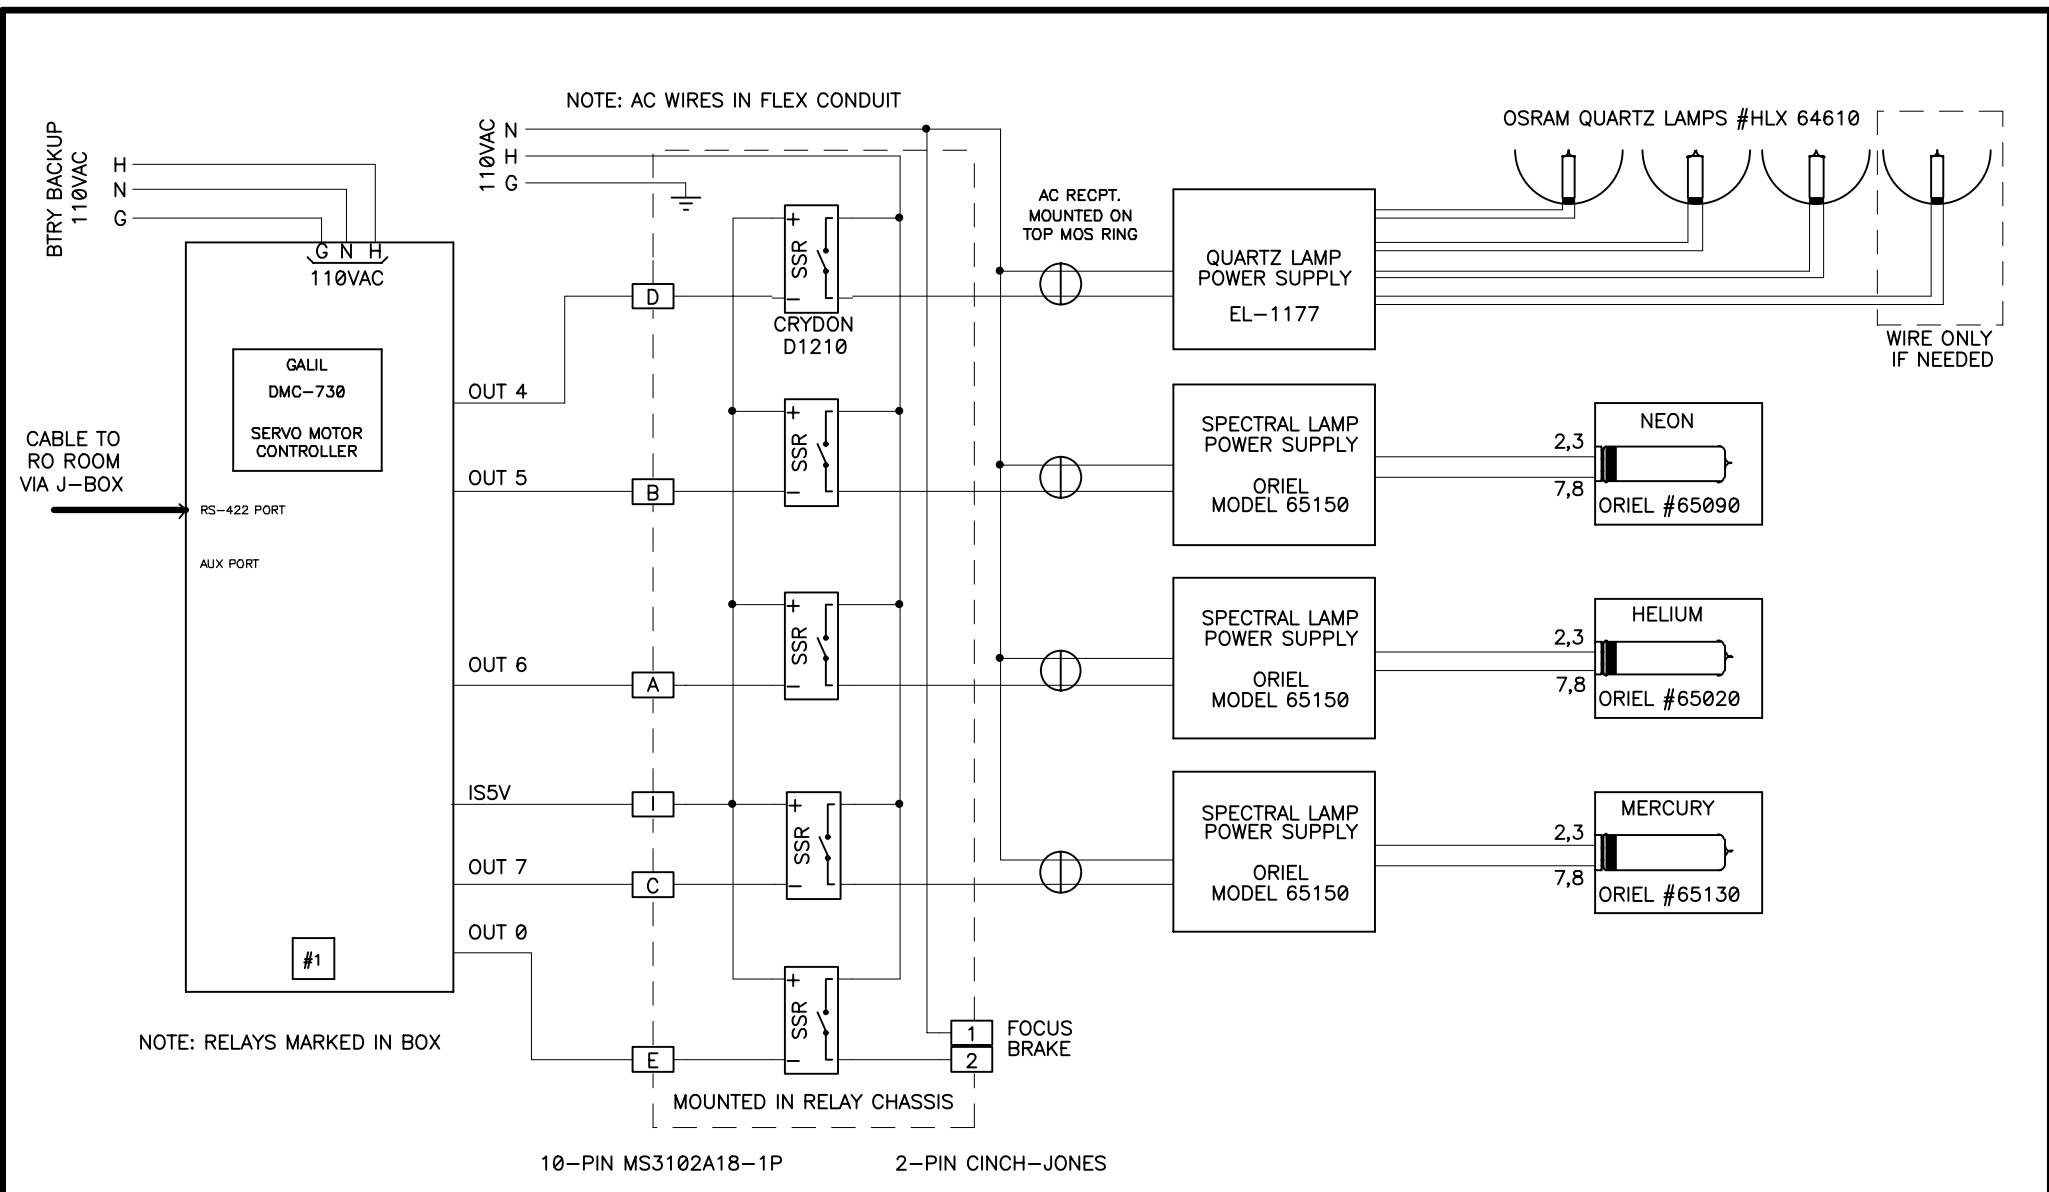 NOTE: AC WIRES IN FLEX CONDUIT
BTRY BACKUP
110VAC
H
N
G
110VAC
N
H
G
OSRAM QUARTZ LAMPS #HLX 64610
AC RECPT.
MOUNTED ON
TOP MOS RING
G N H
110VAC
GALIL
DMC-730
SERVO MOTOR
CONTROLLER
CABLE TO
RO ROOM
VIA J-BOX
RS-422 PORT
AUX PORT
#1
NOTE: RELAYS MARKED IN BOX
OUT 4
OUT 5
OUT 6
IS5V
OUT 7
OUT 0
D
B
A
I
C
E
+
SSR
-
CRYDON
D1210
+
SSR
-
+
SSR
-
+
SSR
-
+
SSR
-
1
2
FOCUS
BRAKE
MOUNTED IN RELAY CHASSIS
10-PIN MS3102A18-1P
2-PIN CINCH-JONES
QUARTZ LAMP
POWER SUPPLY
EL-1177
WIRE ONLY
IF NEEDED
SPECTRAL LAMP
POWER SUPPLY
ORIEL
MODEL 65150
2,3
7,8
NEON
ORIEL #65090
SPECTRAL LAMP
POWER SUPPLY
ORIEL
MODEL 65150
2,3
7,8
HELIUM
ORIEL #65020
SPECTRAL LAMP
POWER SUPPLY
ORIEL
MODEL 65150
2,3
7,8
MERCURY
ORIEL #65130